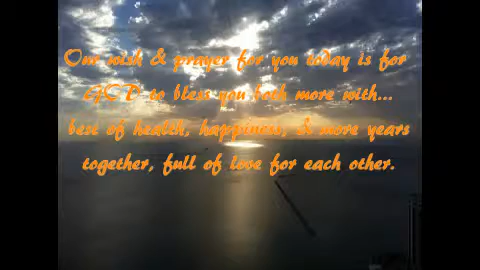 Our wish & prayer for you today is for
GOD to bless you both more with...
best of health, happiness, & more years
together, full of love for each other.